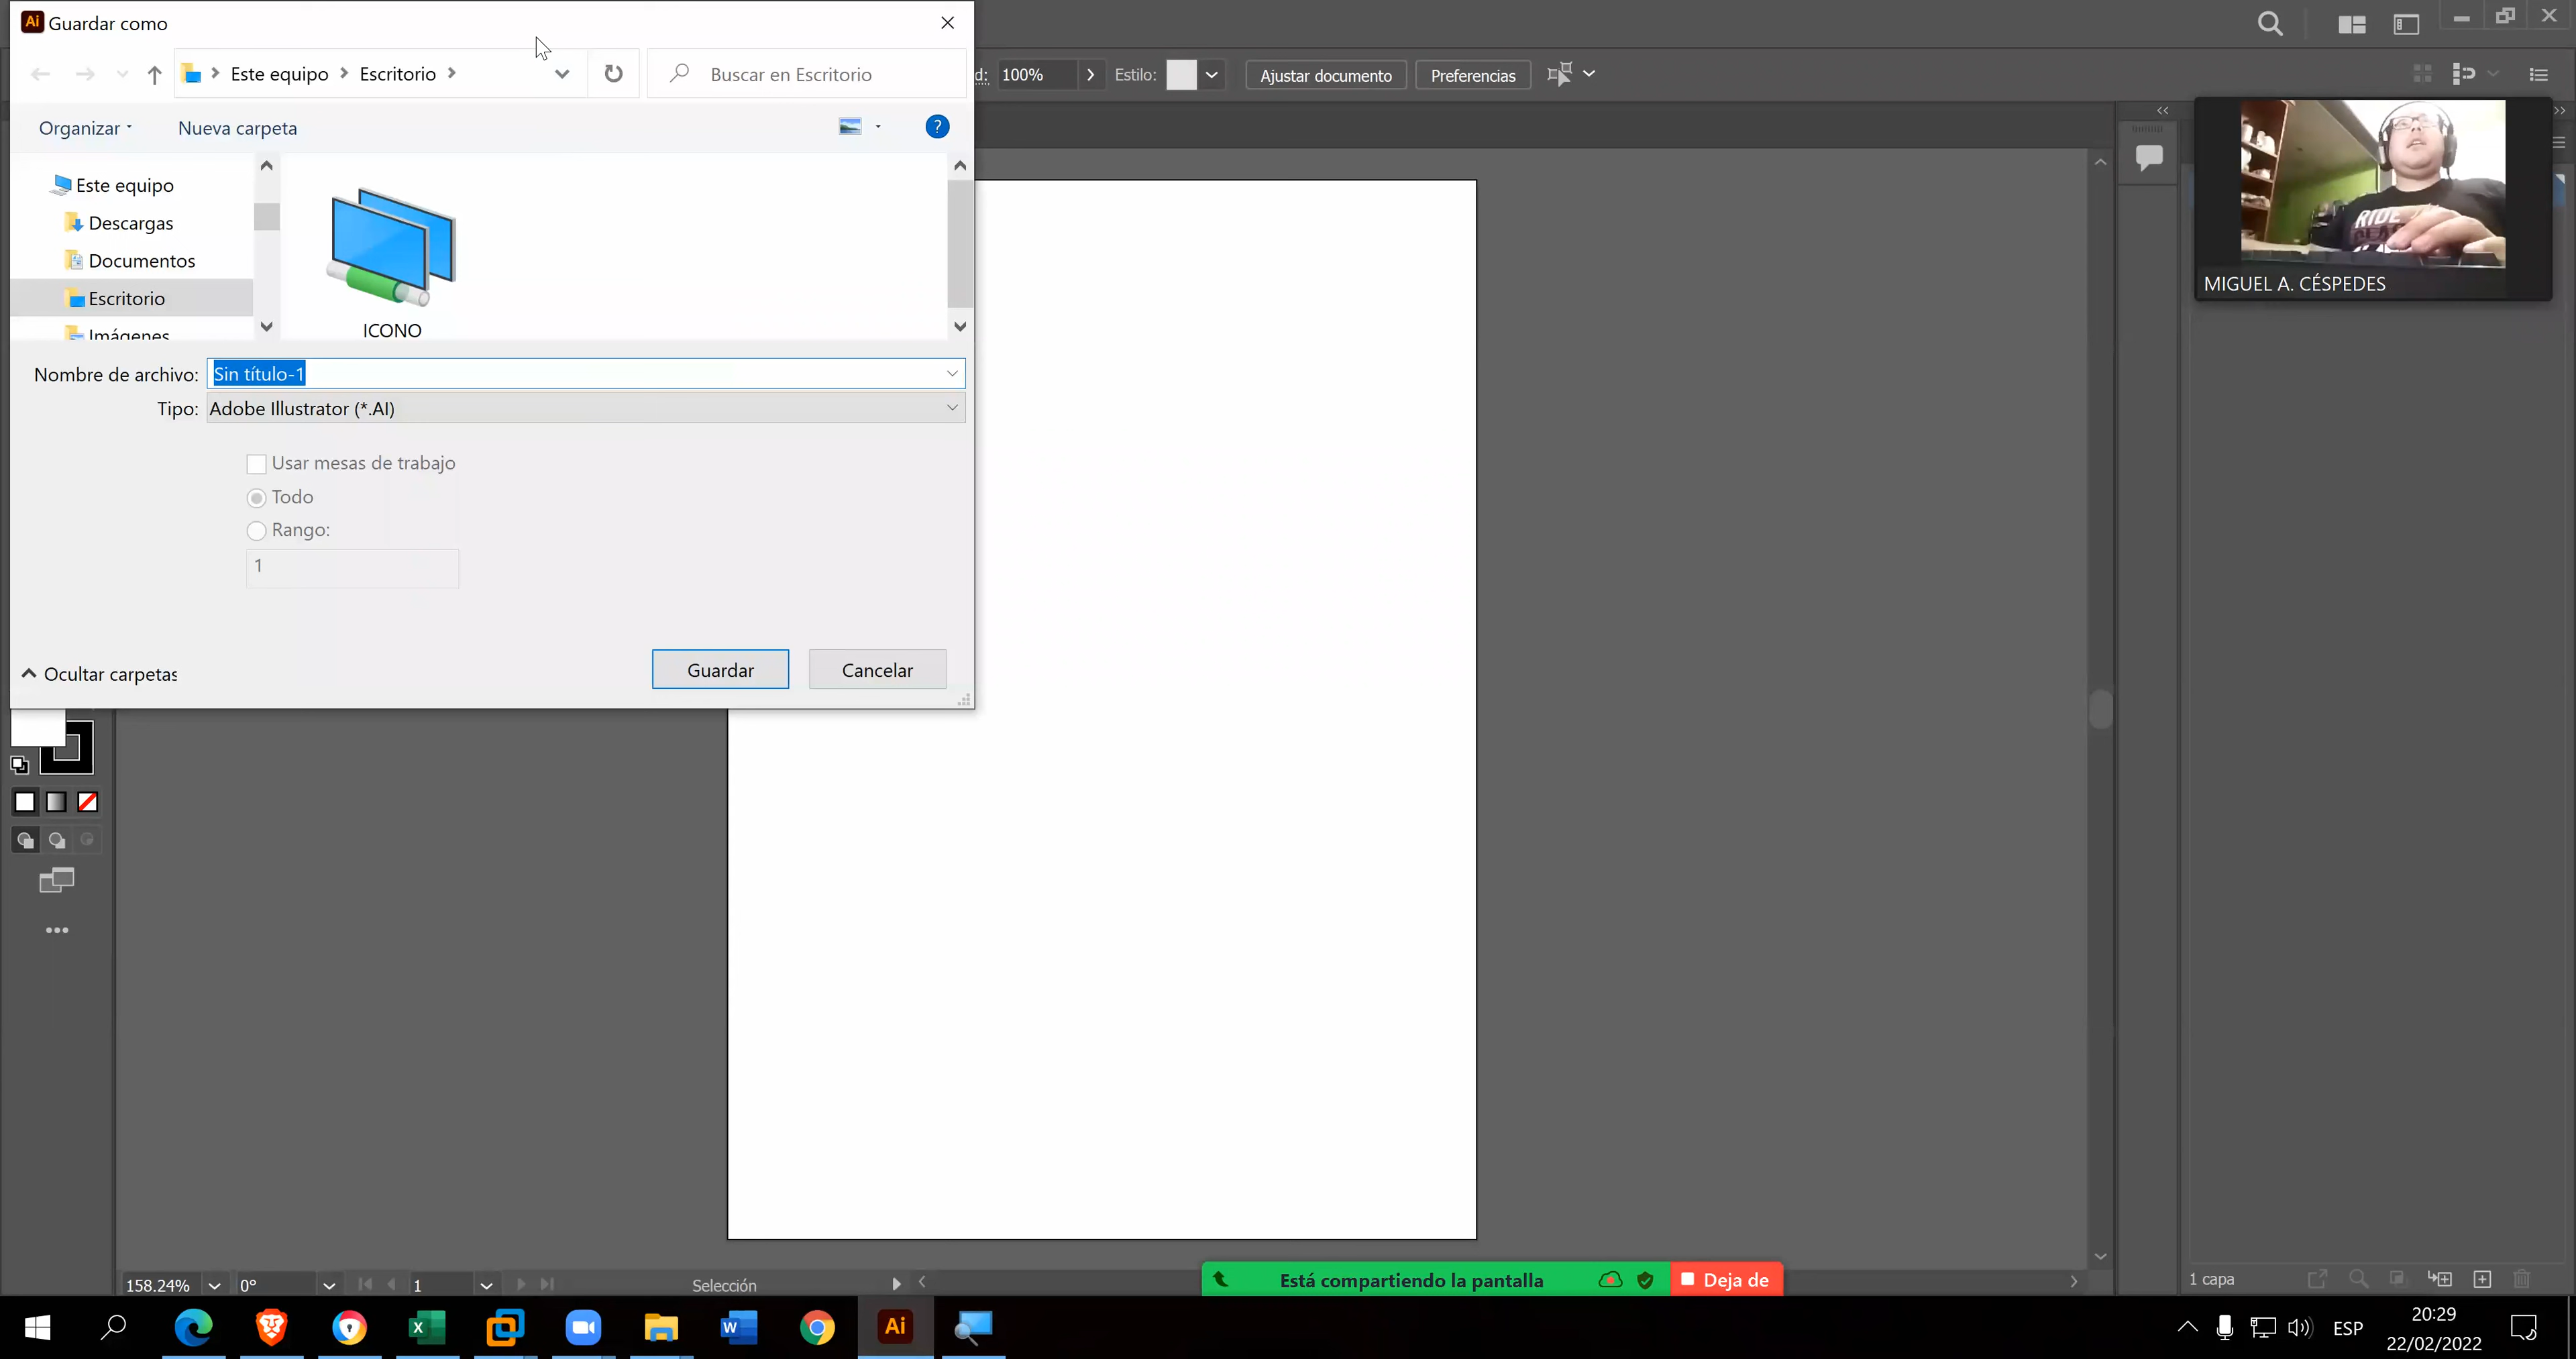 Ai Guardar como
Este equipo Escritorio
Buscar en Escritorio
d: 100%
Estilo:
Ajustar documento
Preferencias
Organizar
Nueva carpeta
?
Este equipo
Descargas
Documentos
Escritorio
Imágenes
ICONO
MIGUEL A. CÉSPEDES
Nombre de archivo: Sin título-1
Tipo: Adobe Illustrator (*.AI)
Usar mesas de trabajo
Todo
Rango:
1
Ocultar carpetas
Guardar
Cancelar
158.24%
0°
1
Selección
Está compartiendo la pantalla
Deja de
1 capa
Ai
ESP
20:29
22/02/2022